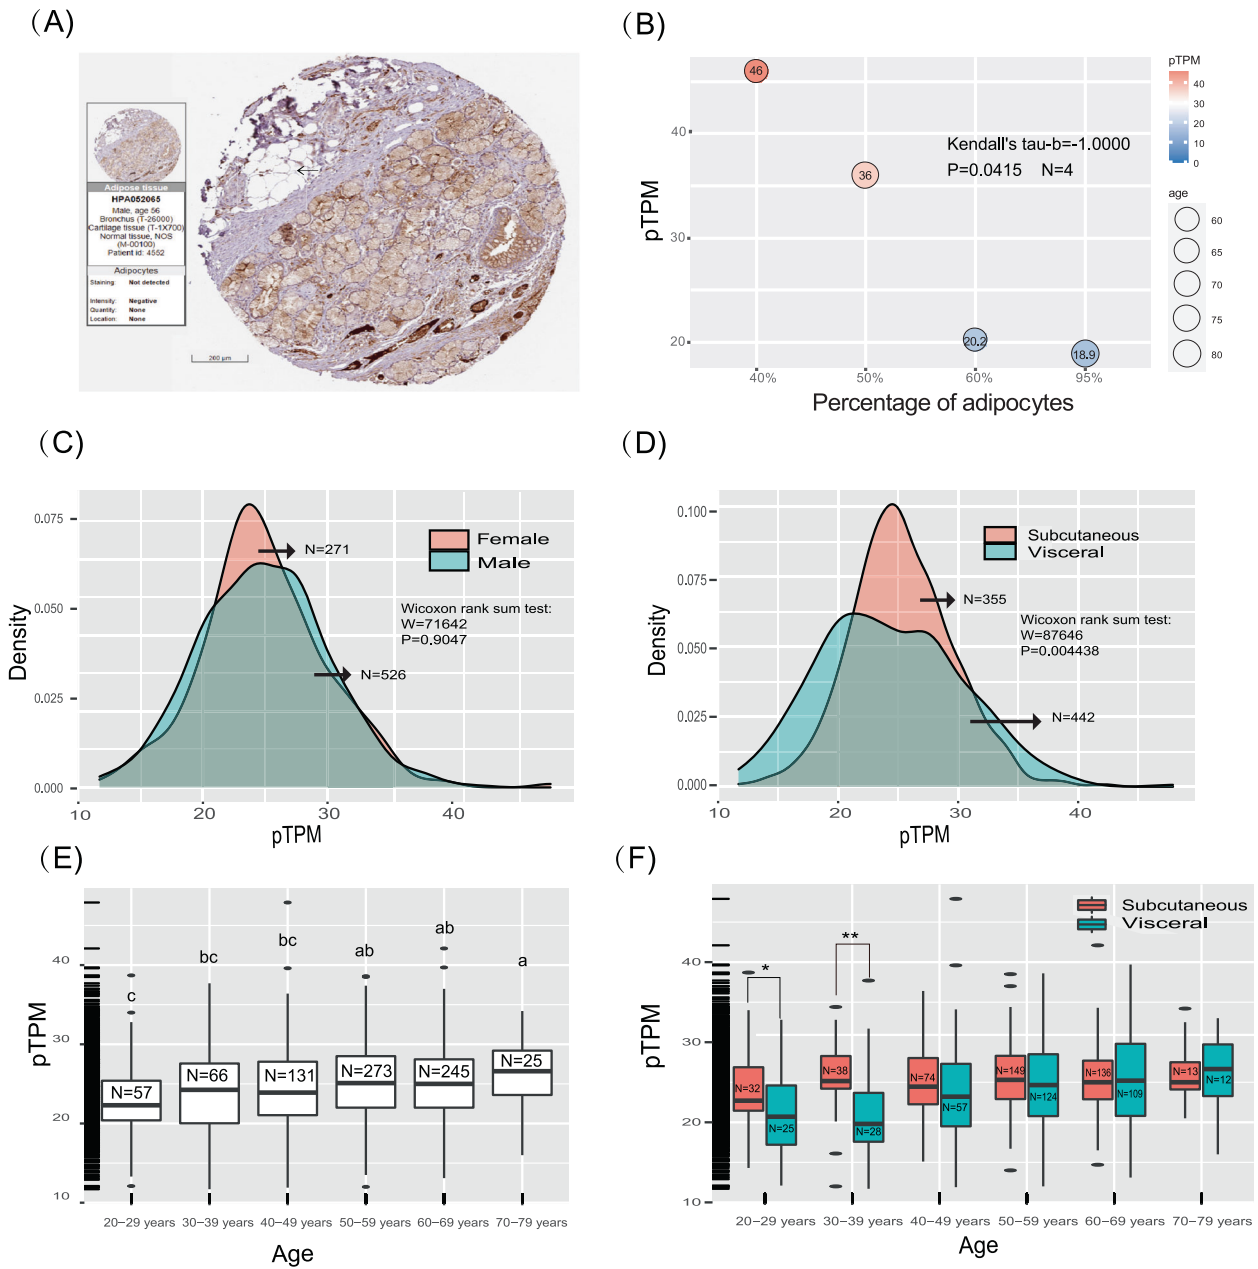 (A)
Adipose tissue
HPA052065
Male, age 56
Bronchus (T-26000)
Cartilage tissue (T-1X700)
Normal tissue, NOS
(M-00100)
Patient id: 4552
Adipocytes
Staining: Not detected
Intensity: Negative
Quantity: None
Location: None
260 µm
(B)
pTPM
40
30
20
46
36
20.2
18.9
Kendall's tau-b=-1.0000
P=0.0415 N=4
40% 50% 60% 95%
Percentage of adipocytes
pTPM
40
30
20
10
0
age
60
65
70
75
80
(C)
Density
0.075
0.050
0.025
0.000
N=271
Female
Male
Wicoxon rank sum test:
W=71642
P=0.9047
N=526
10 20 30 40
pTPM
(D)
Density
0.100
0.075
0.050
0.025
0.000
Subcutaneous
Visceral
N=355
Wicoxon rank sum test:
W=87646
P=0.004438
N=442
10 20 30 40
pTPM
(E)
pTPM
40
30
20
10
c bc bc ab ab a
N=57 N=66 N=131 N=273 N=245 N=25
20-29 years 30-39 years 40-49 years 50-59 years 60-69 years 70-79 years
Age
(F)
pTPM
40
30
20
10
Subcutaneous
Visceral
* **
N=32 N=38 N=74 N=149 N=136 N=13
N=25 N=28 N=57 N=124 N=109 N=12
20-29 years 30-39 years 40-49 years 50-59 years 60-69 years 70-79 years
Age